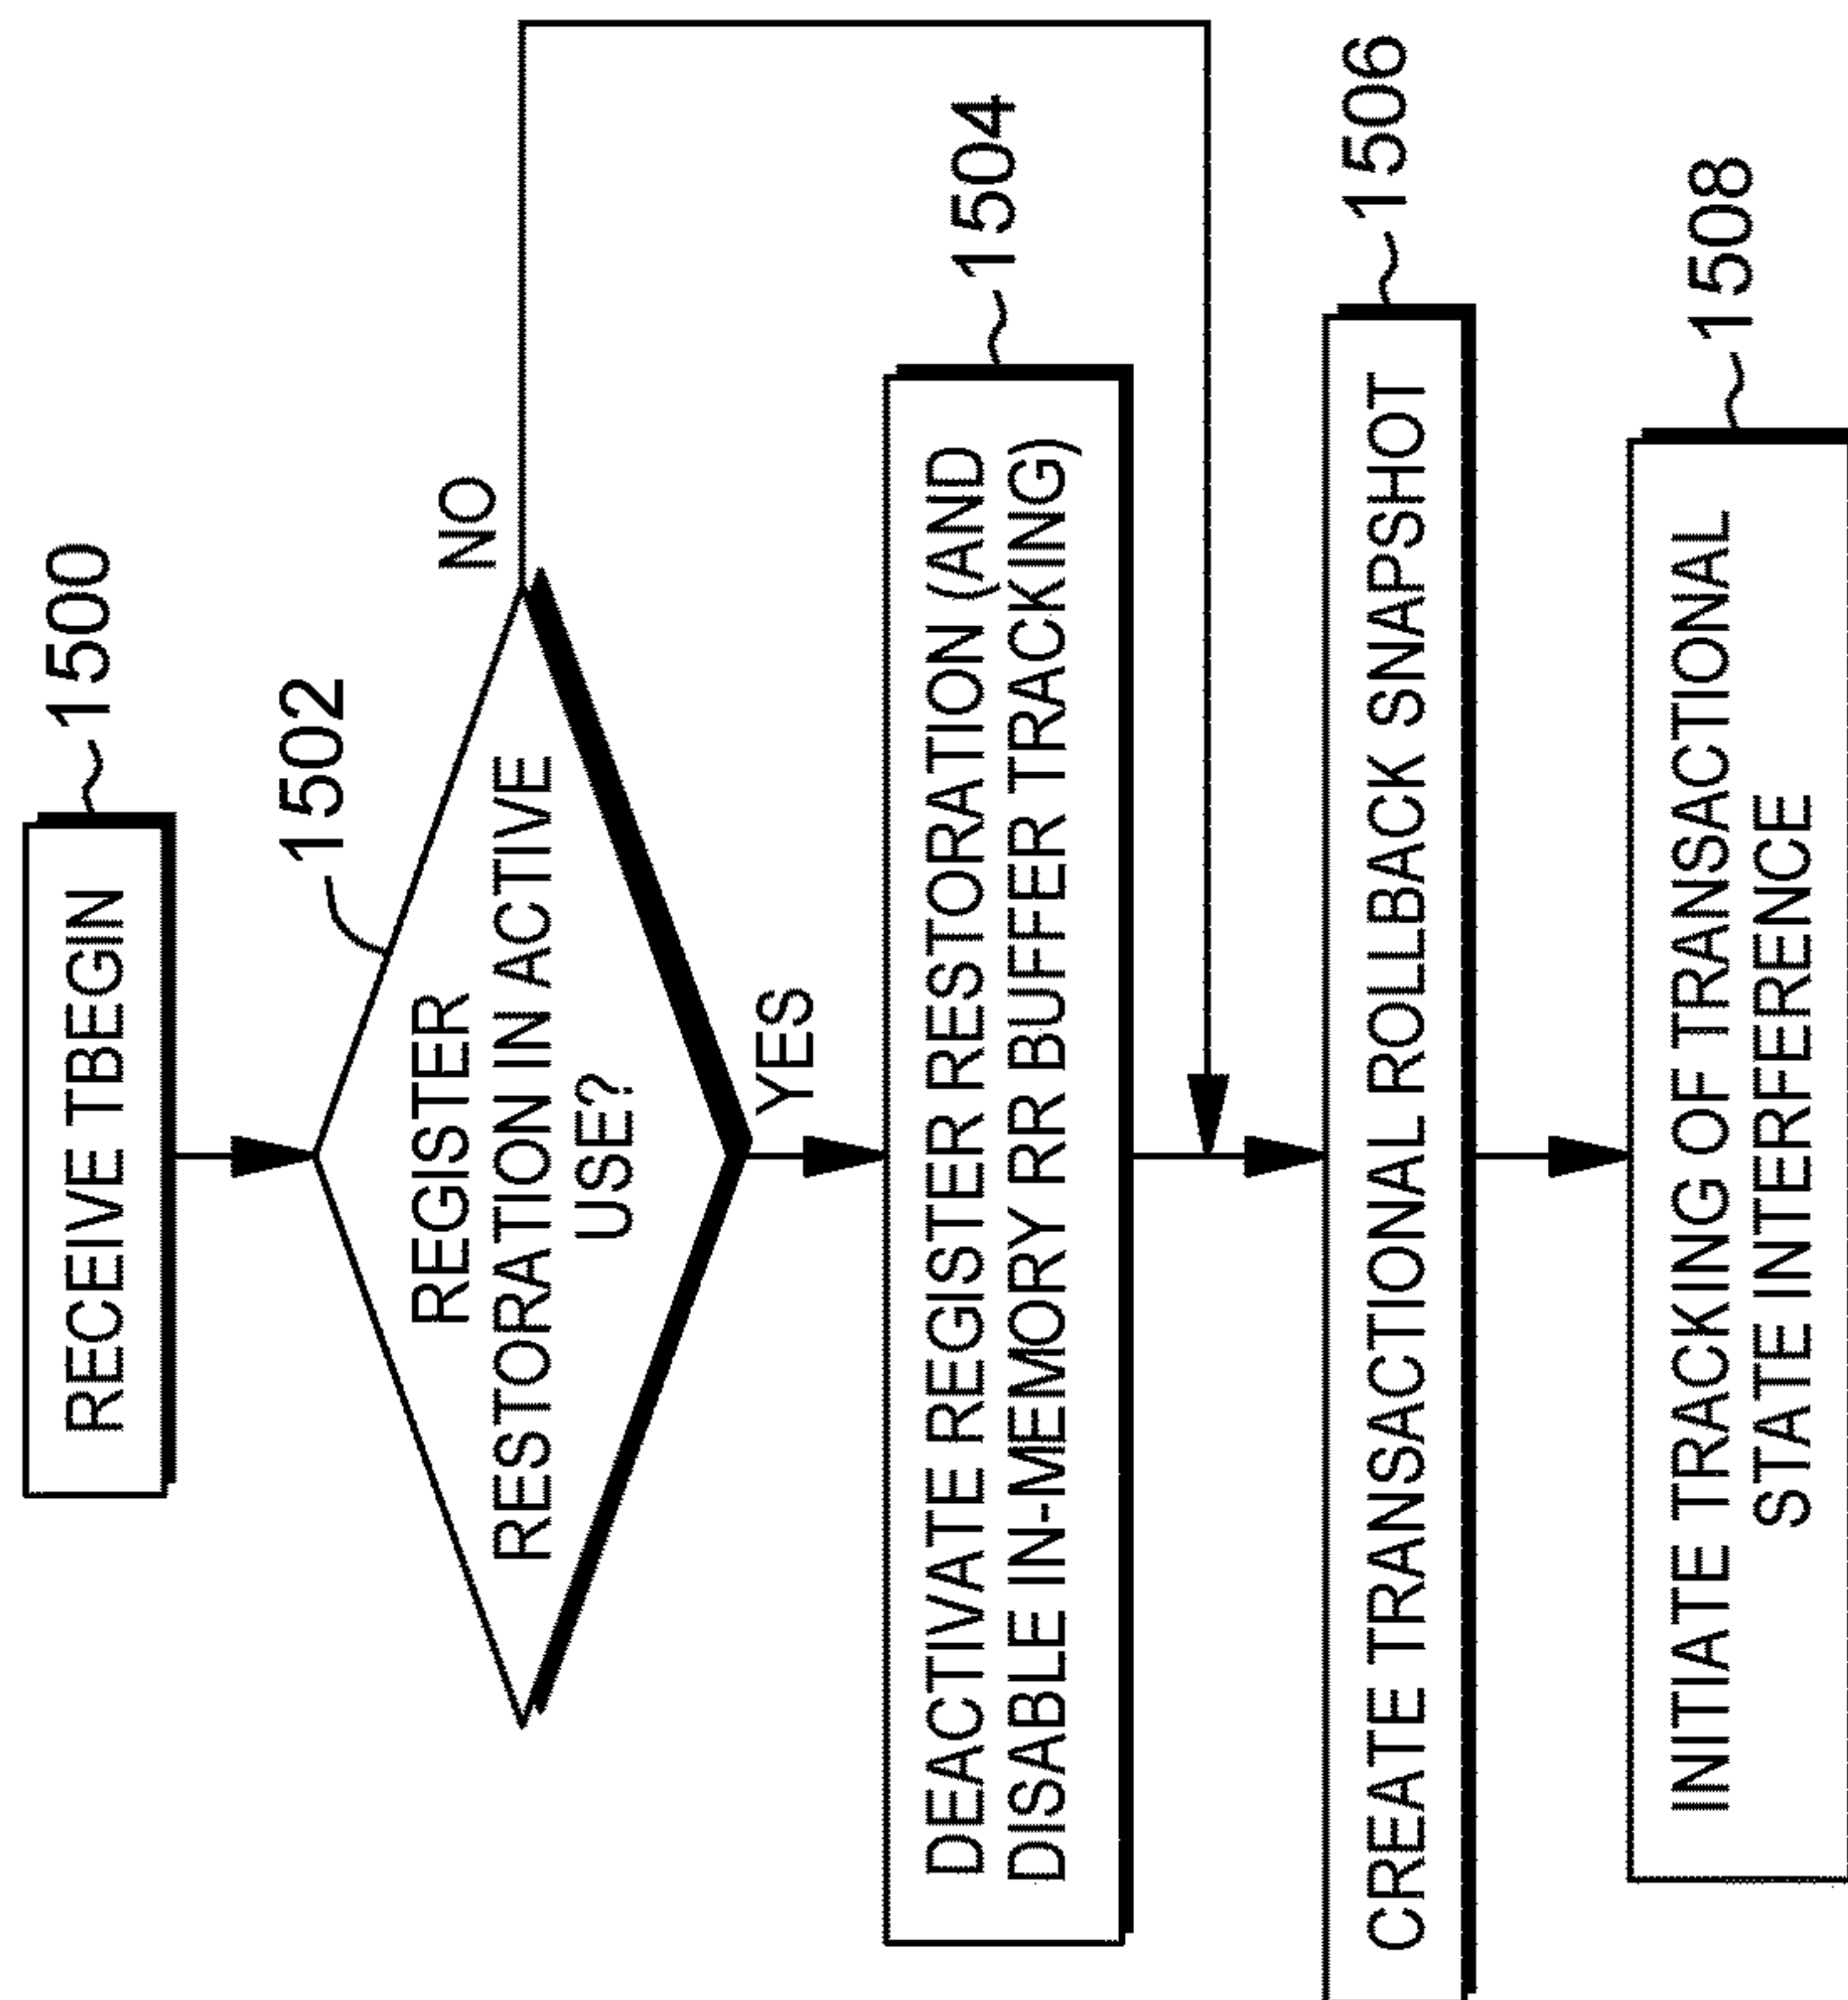 RECEIVE TBEGIN
1500
1502
REGISTER
RESTORATION IN ACTIVE
USE?
NO
YES
DEACTIVATE REGISTER RESTORATION (AND
DISABLE IN-MEMORY RR BUFFER TRACKING)
1504
CREATE TRANSACTIONAL ROLLBACK SNAPSHOT
1506
INITIATE TRACKING OF TRANSACTIONAL
STATE INTERFERENCE
1508